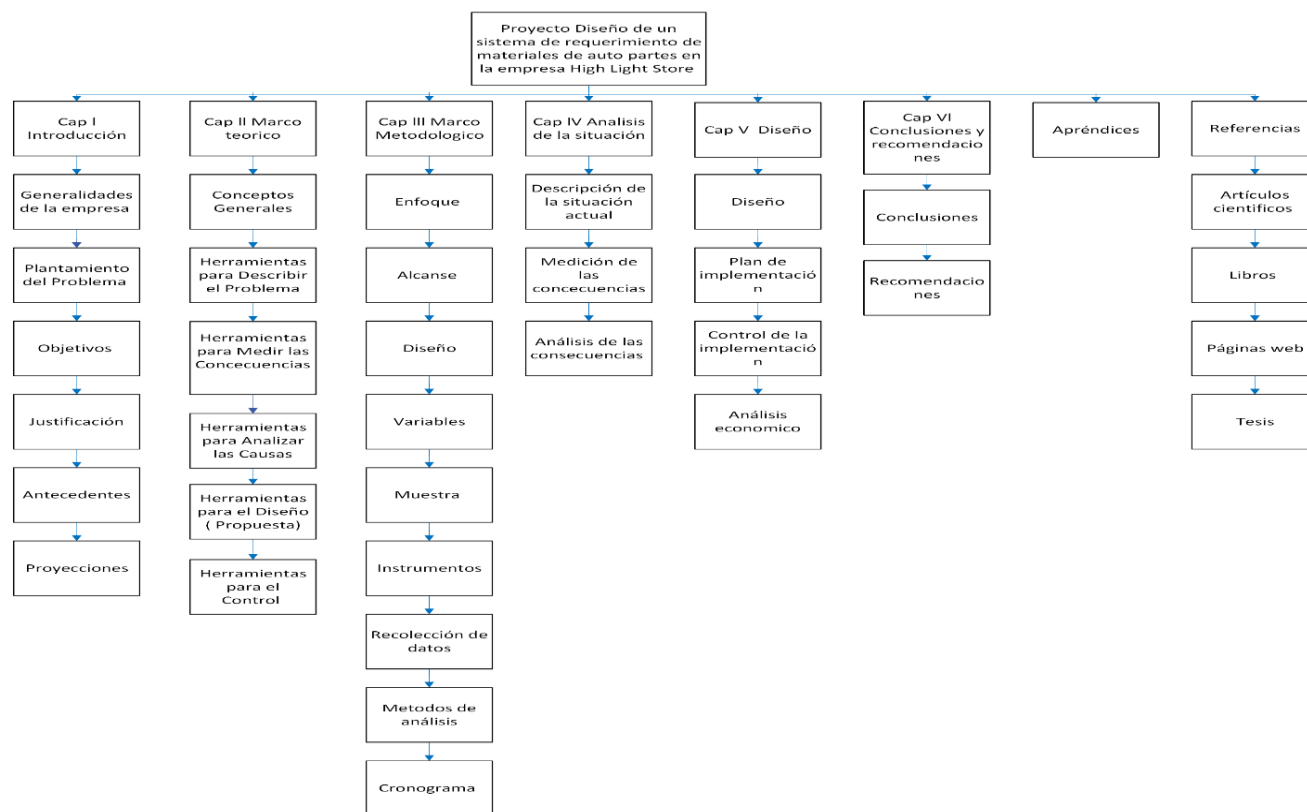 Proyecto Diseño de un
sistema de requerimiento de
materiales de auto partes en
la empresa High Light Store
Cap I
Introducción
Generalidades
de la empresa
Plantamiento
del Problema
Objetivos
Justificación
Antecedentes
Proyecciones
Cap II Marco
teorico
Conceptos
Generales
Herramientas
para Describir
el Problema
Herramientas
para Medir las
Concecuencias
Herramientas
para Analizar
las Causas
Herramientas
para el Diseño
( Propuesta)
Herramientas
para el
Control
Cap III Marco
Metodologico
Enfoque
Alcanse
Diseño
Variables
Muestra
Instrumentos
Recolección de
datos
Metodos de
análisis
Cronograma
Cap IV Analisis
de la situación
Descripción de
la situación
actual
Medición de
las
concecuencias
Análisis de las
consecuencias
Cap V Diseño
Diseño
Plan de
implementació
n
Control de la
implementació
n
Análisis
economico
Cap VI
Conclusiones y
recomendacio
nes
Conclusiones
Recomendacio
nes
Apréndices
Referencias
Artículos
cientificos
Libros
Páginas web
Tesis